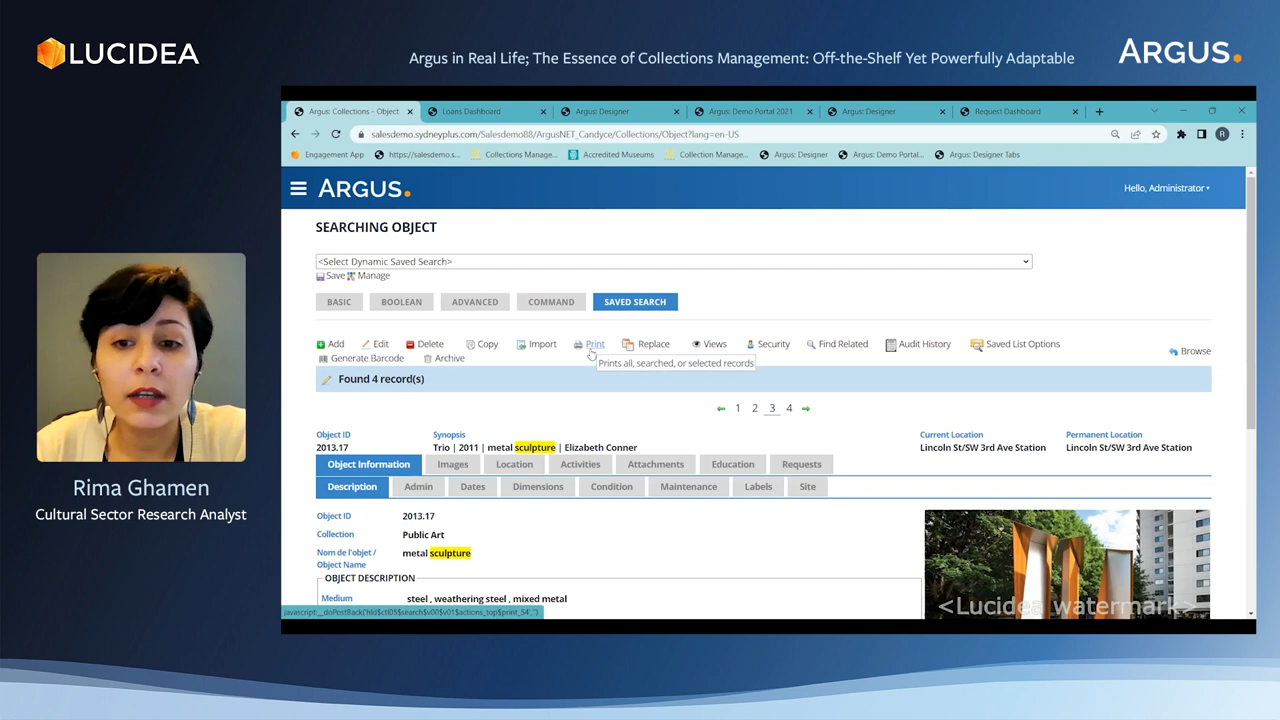 LUCIDEA
Argus in Real Life; The Essence of Collections Management: Off-the-Shelf Yet Powerfully Adaptable
ARGUS.
Argus: Collections - Object
Loans Dashboard
Argus: Designer
Argus: Demo Portal 2021
Argus: Designer
Request Dashboard
salesdemo.sydneyplus.com/Salesdemo88/ArgusNET_Candyce/Collections/Object?lang=en-US
Engagement App
https://salesdemo.s...
Collections Manage...
Accredited Museums
Collection Manage...
Argus: Designer
Argus: Demo Portal...
Argus: Designer Tabs
ARGUS.
Hello, Administrator
SEARCHING OBJECT
<Select Dynamic Saved Search>
Save Manage
BASIC BOOLEAN ADVANCED COMMAND SAVED SEARCH
Add Edit Delete Copy Import Print Replace Views Security Find Related Audit History Saved List Options
Generate Barcode Archive
Browse
Prints all, searched, or selected records
Found 4 record(s)
1 2 3 4
Object ID Synopsis Current Location Permanent Location
2013.17 Trio | 2011 | metal sculpture | Elizabeth Conner Lincoln St/SW 3rd Ave Station Lincoln St/SW 3rd Ave Station
Object Information Images Location Activities Attachments Education Requests
Description Admin Dates Dimensions Condition Maintenance Labels Site
Object ID 2013.17
Collection Public Art
Nom de l'objet / metal sculpture
Object Name
OBJECT DESCRIPTION
Medium steel , weathering steel , mixed metal
<Lucidea watermark>
javascript:__doPostBack('hld$ctl05$search$v00$v01$actions_top$print_54','')
Rima Ghamen
Cultural Sector Research Analyst